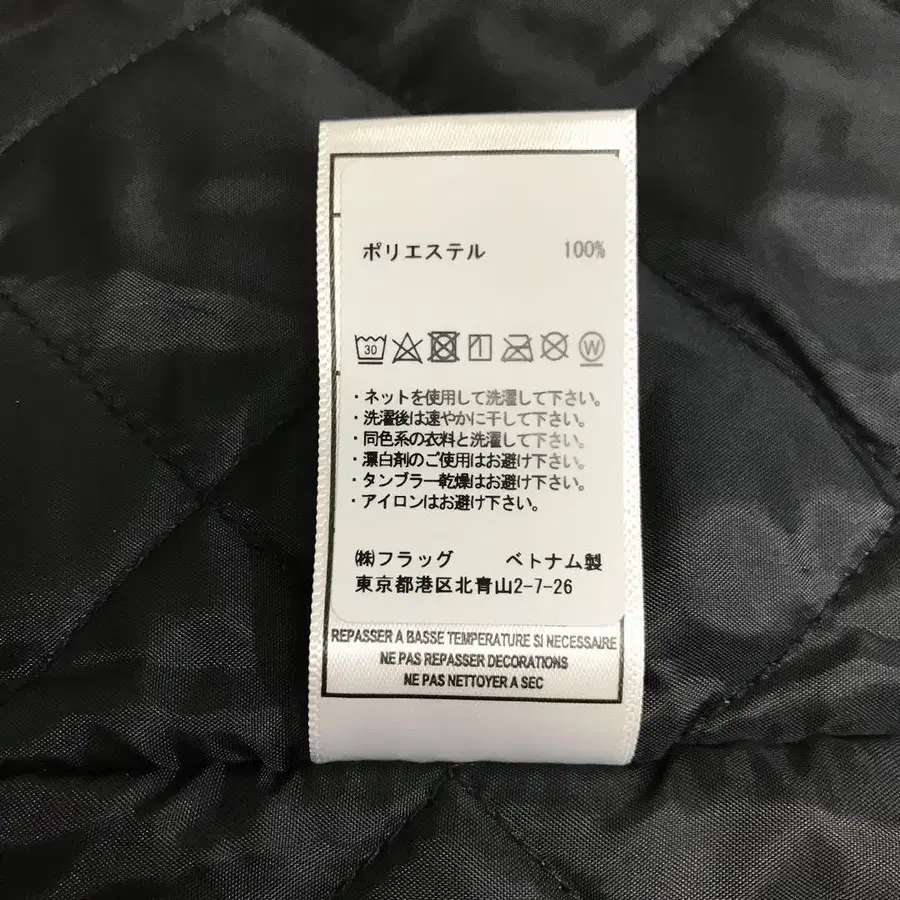 ポリエステル 100%
30 W
・ネットを使用して洗濯して下さい。
・洗濯後は速やかに干して下さい。
・同色系の衣料と洗濯して下さい。
・漂白剤のご使用はお避け下さい。
・タンブラー乾燥はお避け下さい。
・アイロンはお避け下さい。
㈱フラッグ ベトナム製
東京都港区北青山2-7-26
REPASSER A BASSE TEMPERATURE SI NECESSAIRE
NE PAS REPASSER DECORATIONS
NE PAS NETTOYER A SEC